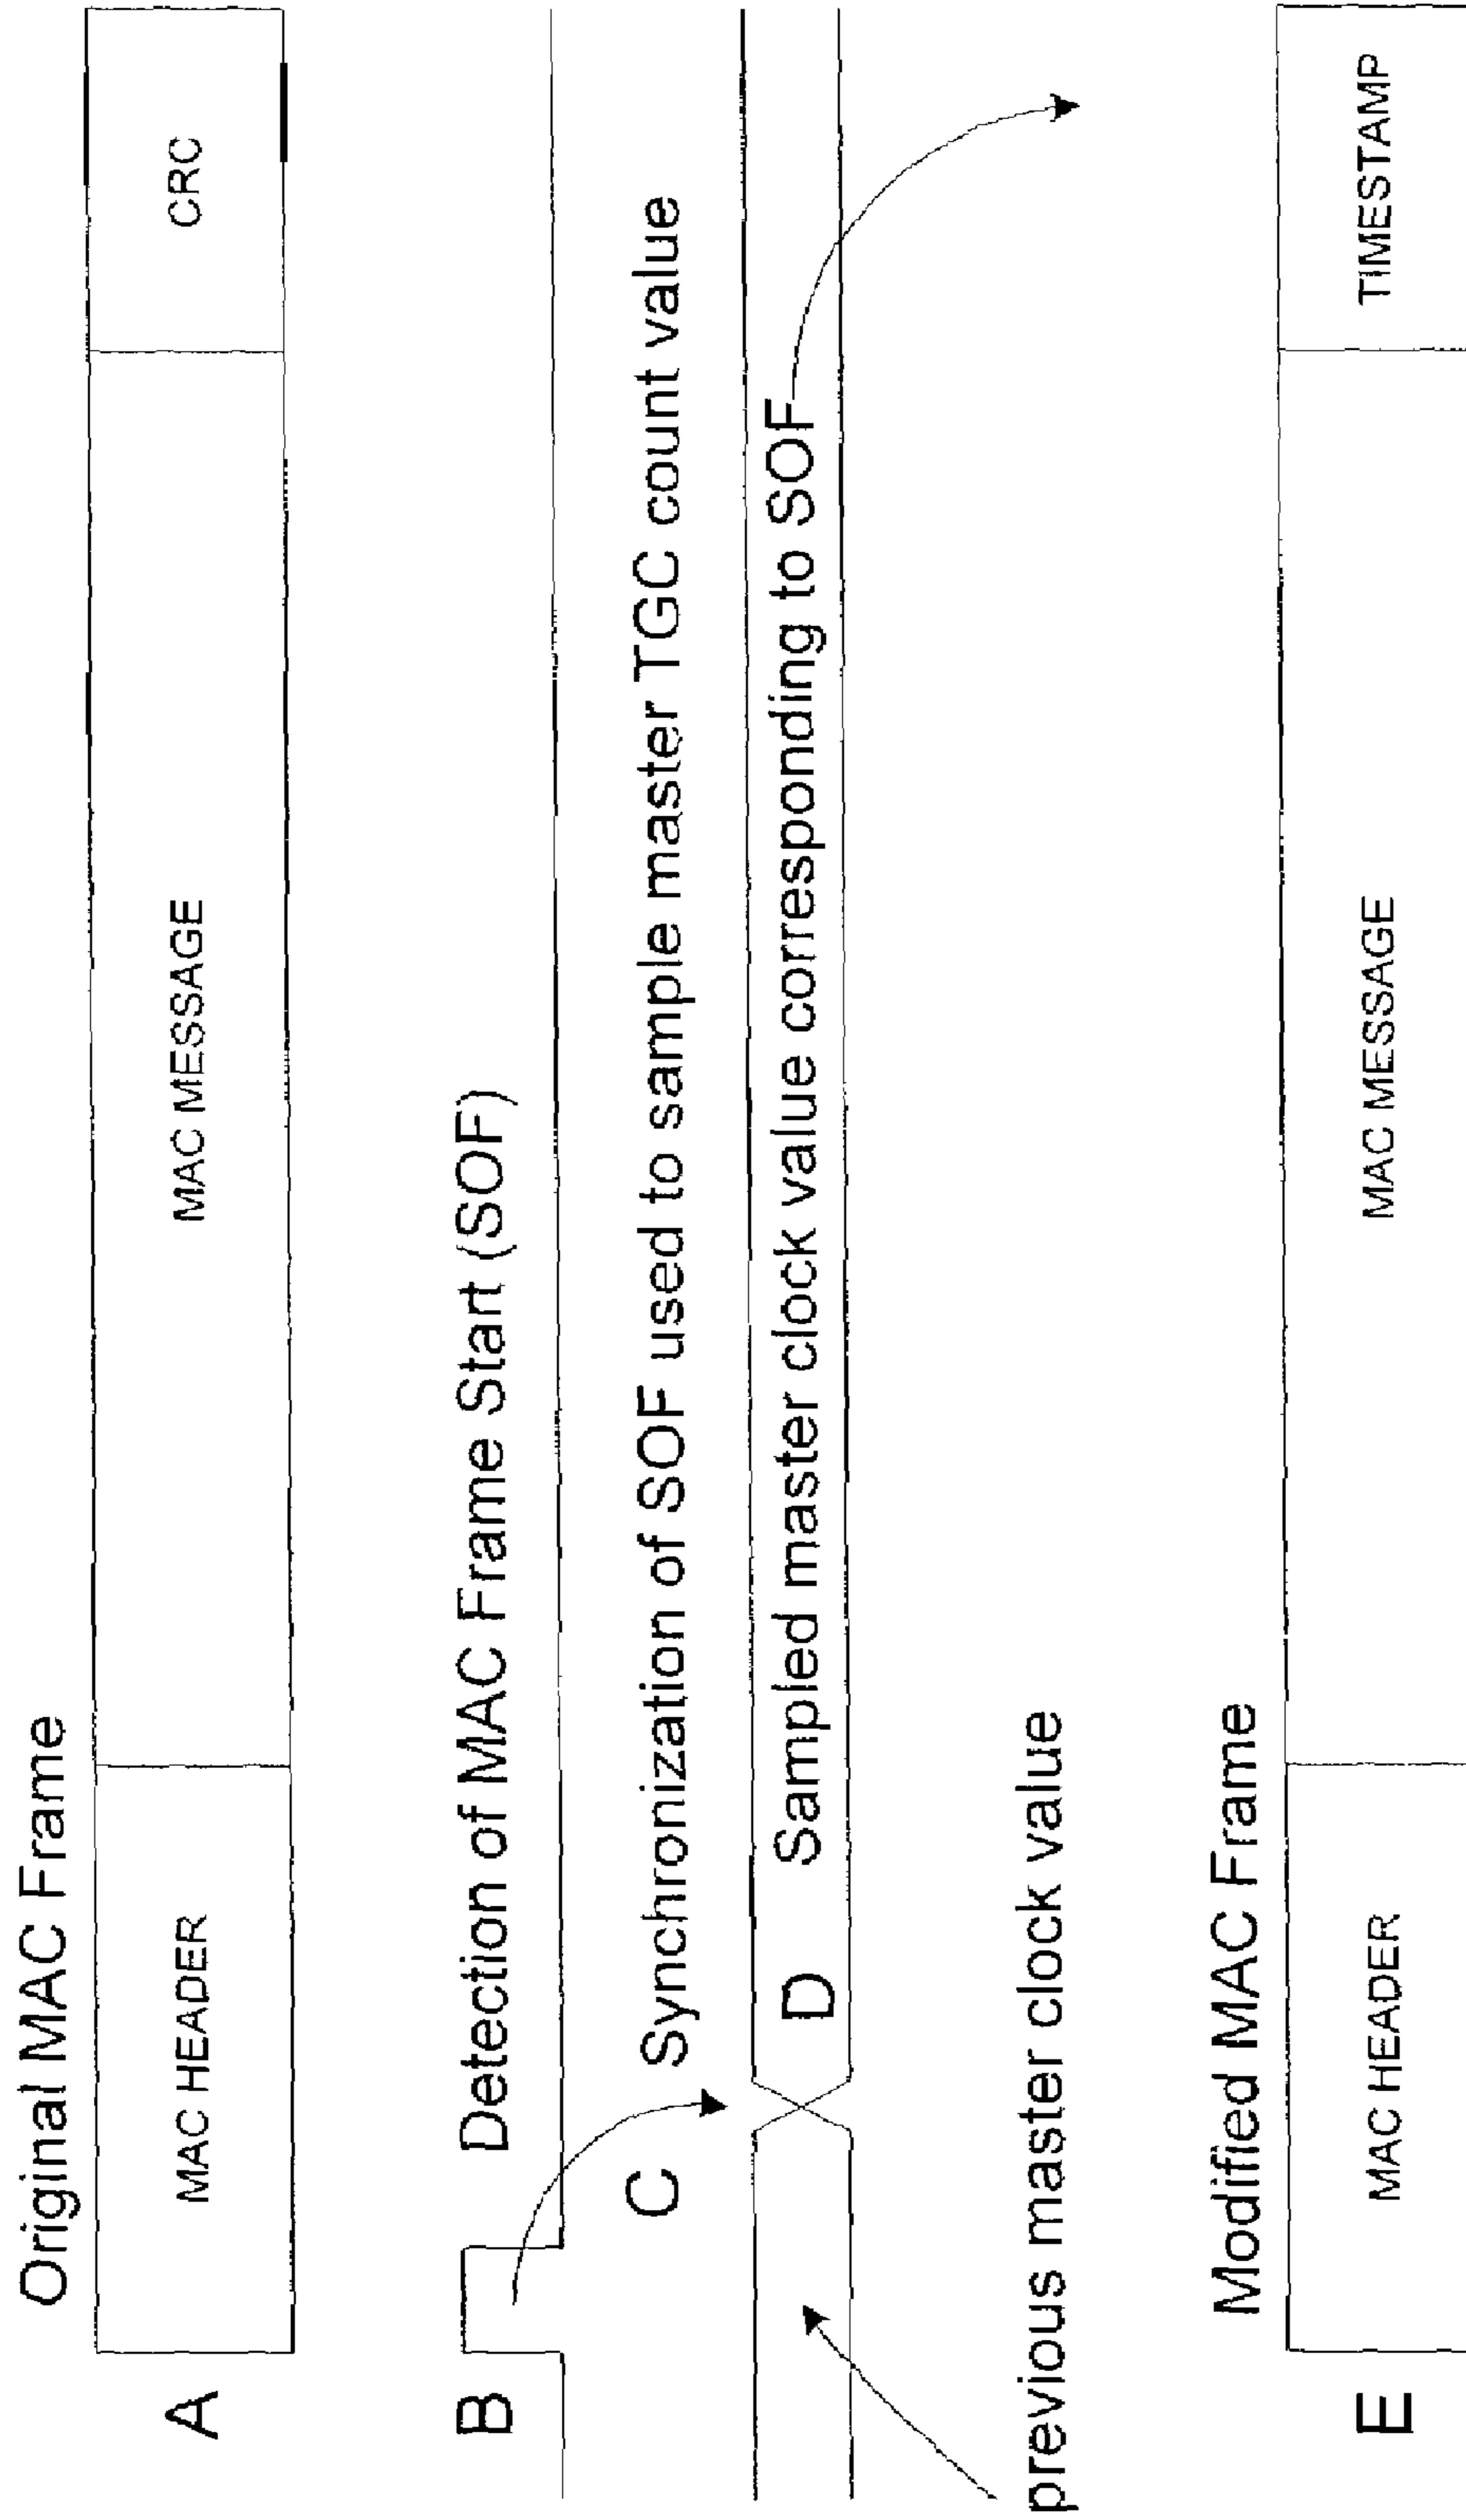 Original MAC Frame
A
MAC HEADER
MAC MESSAGE
CRC
B
Detection of MAC Frame Start (SOF)
C
Synchronization of SOF used to sample master TGC count value
D
Sampled master clock value corresponding to SOF
previous master clock value
Modified MAC Frame
E
MAC HEADER
MAC MESSAGE
TIMESTAMP